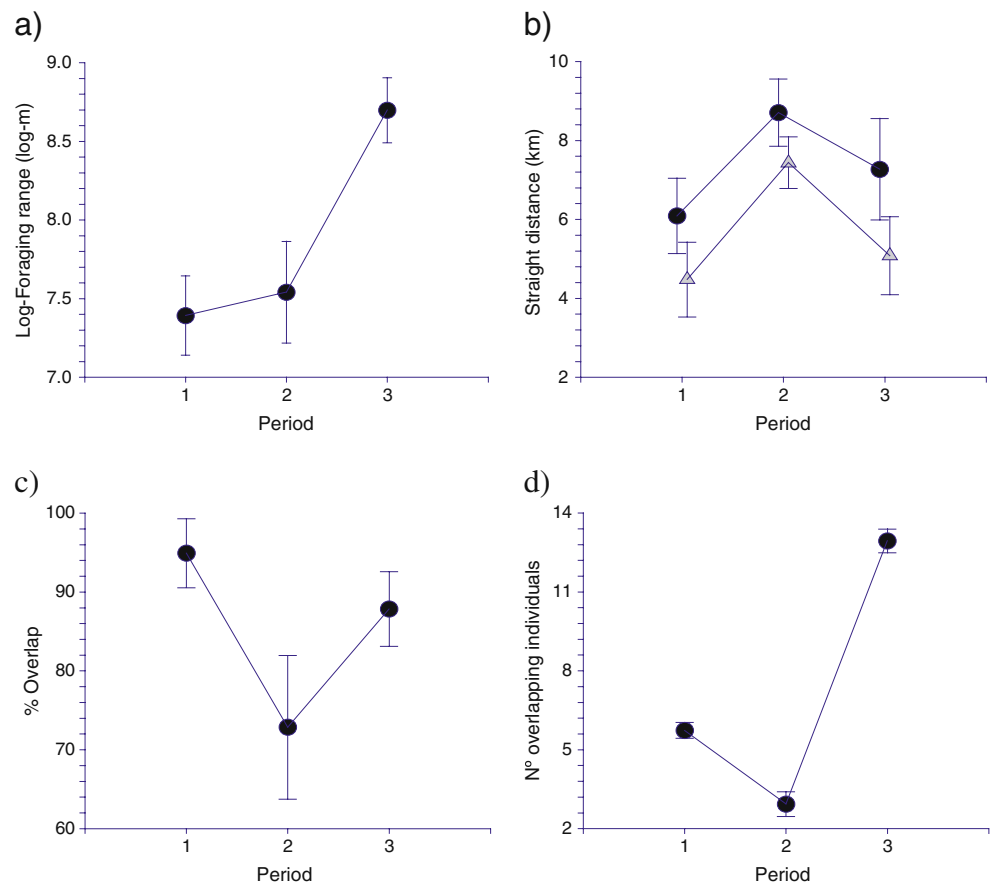 a)
Log-Foraging range (log-m)
9.0
8.5
8.0
7.5
7.0
1 2 3
Period
b)
Straight distance (km)
10
8
6
4
2
1 2 3
Period
c)
% Overlap
100
90
80
70
60
1 2 3
Period
d)
Nº overlapping individuals
14
11
8
5
2
1 2 3
Period